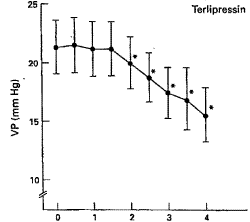 Terlipressin
25
20
15
10
VP (mm Hg)
* * * * *
0 1 2 3 4